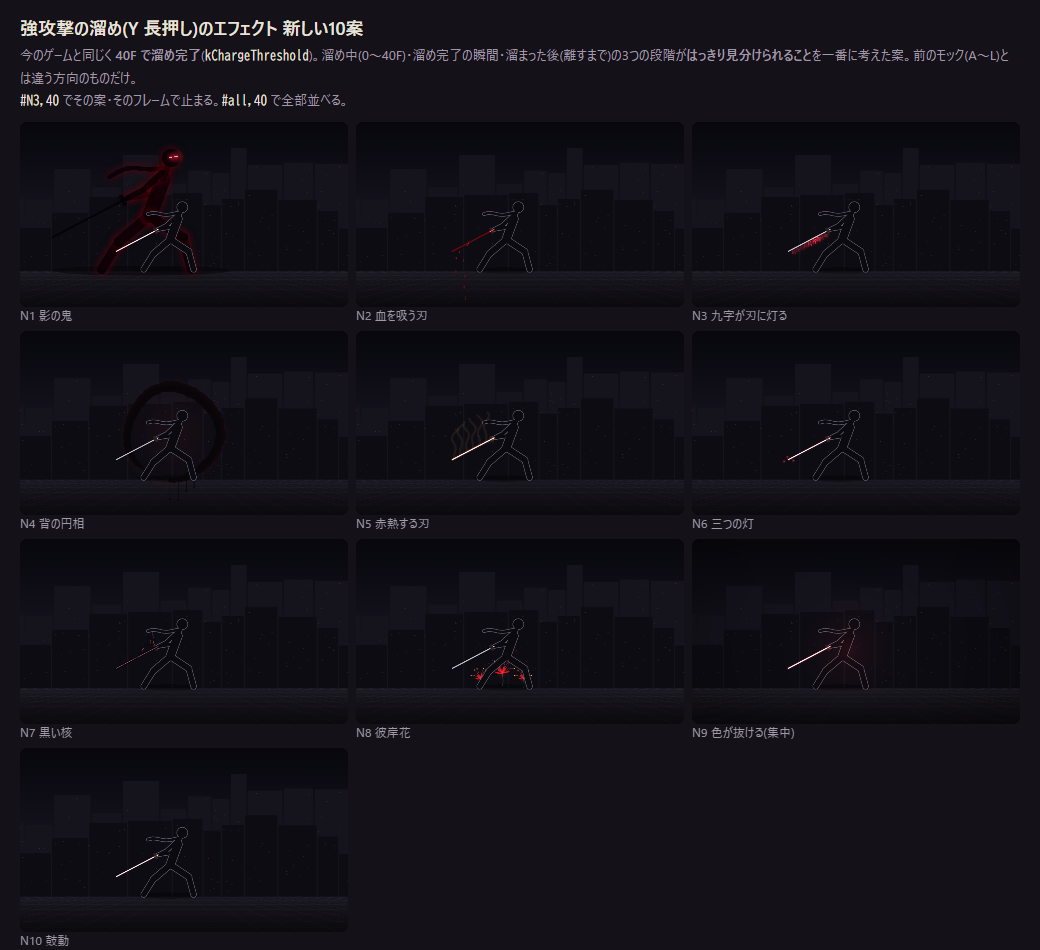 強攻撃の溜め(Y 長押し)のエフェクト 新しい10案
今のゲームと同じく 40F で溜め完了(kChargeThreshold)。溜め中(0〜40F)・溜め完了の瞬間・溜まった後(離すまで)の3つの段階がはっきり見分けられることを一番に考えた案。前のモック(A〜L)と
は違う方向のものだけ。
#N3,40 でその案・そのフレームで止まる。#all,40 で全部並べる。
N1 影の鬼
N2 血を吸う刃
N3 九字が刃に灯る
N4 背の円相
N5 赤熱する刃
N6 三つの灯
N7 黒い核
N8 彼岸花
N9 色が抜ける(集中)
N10 鼓動